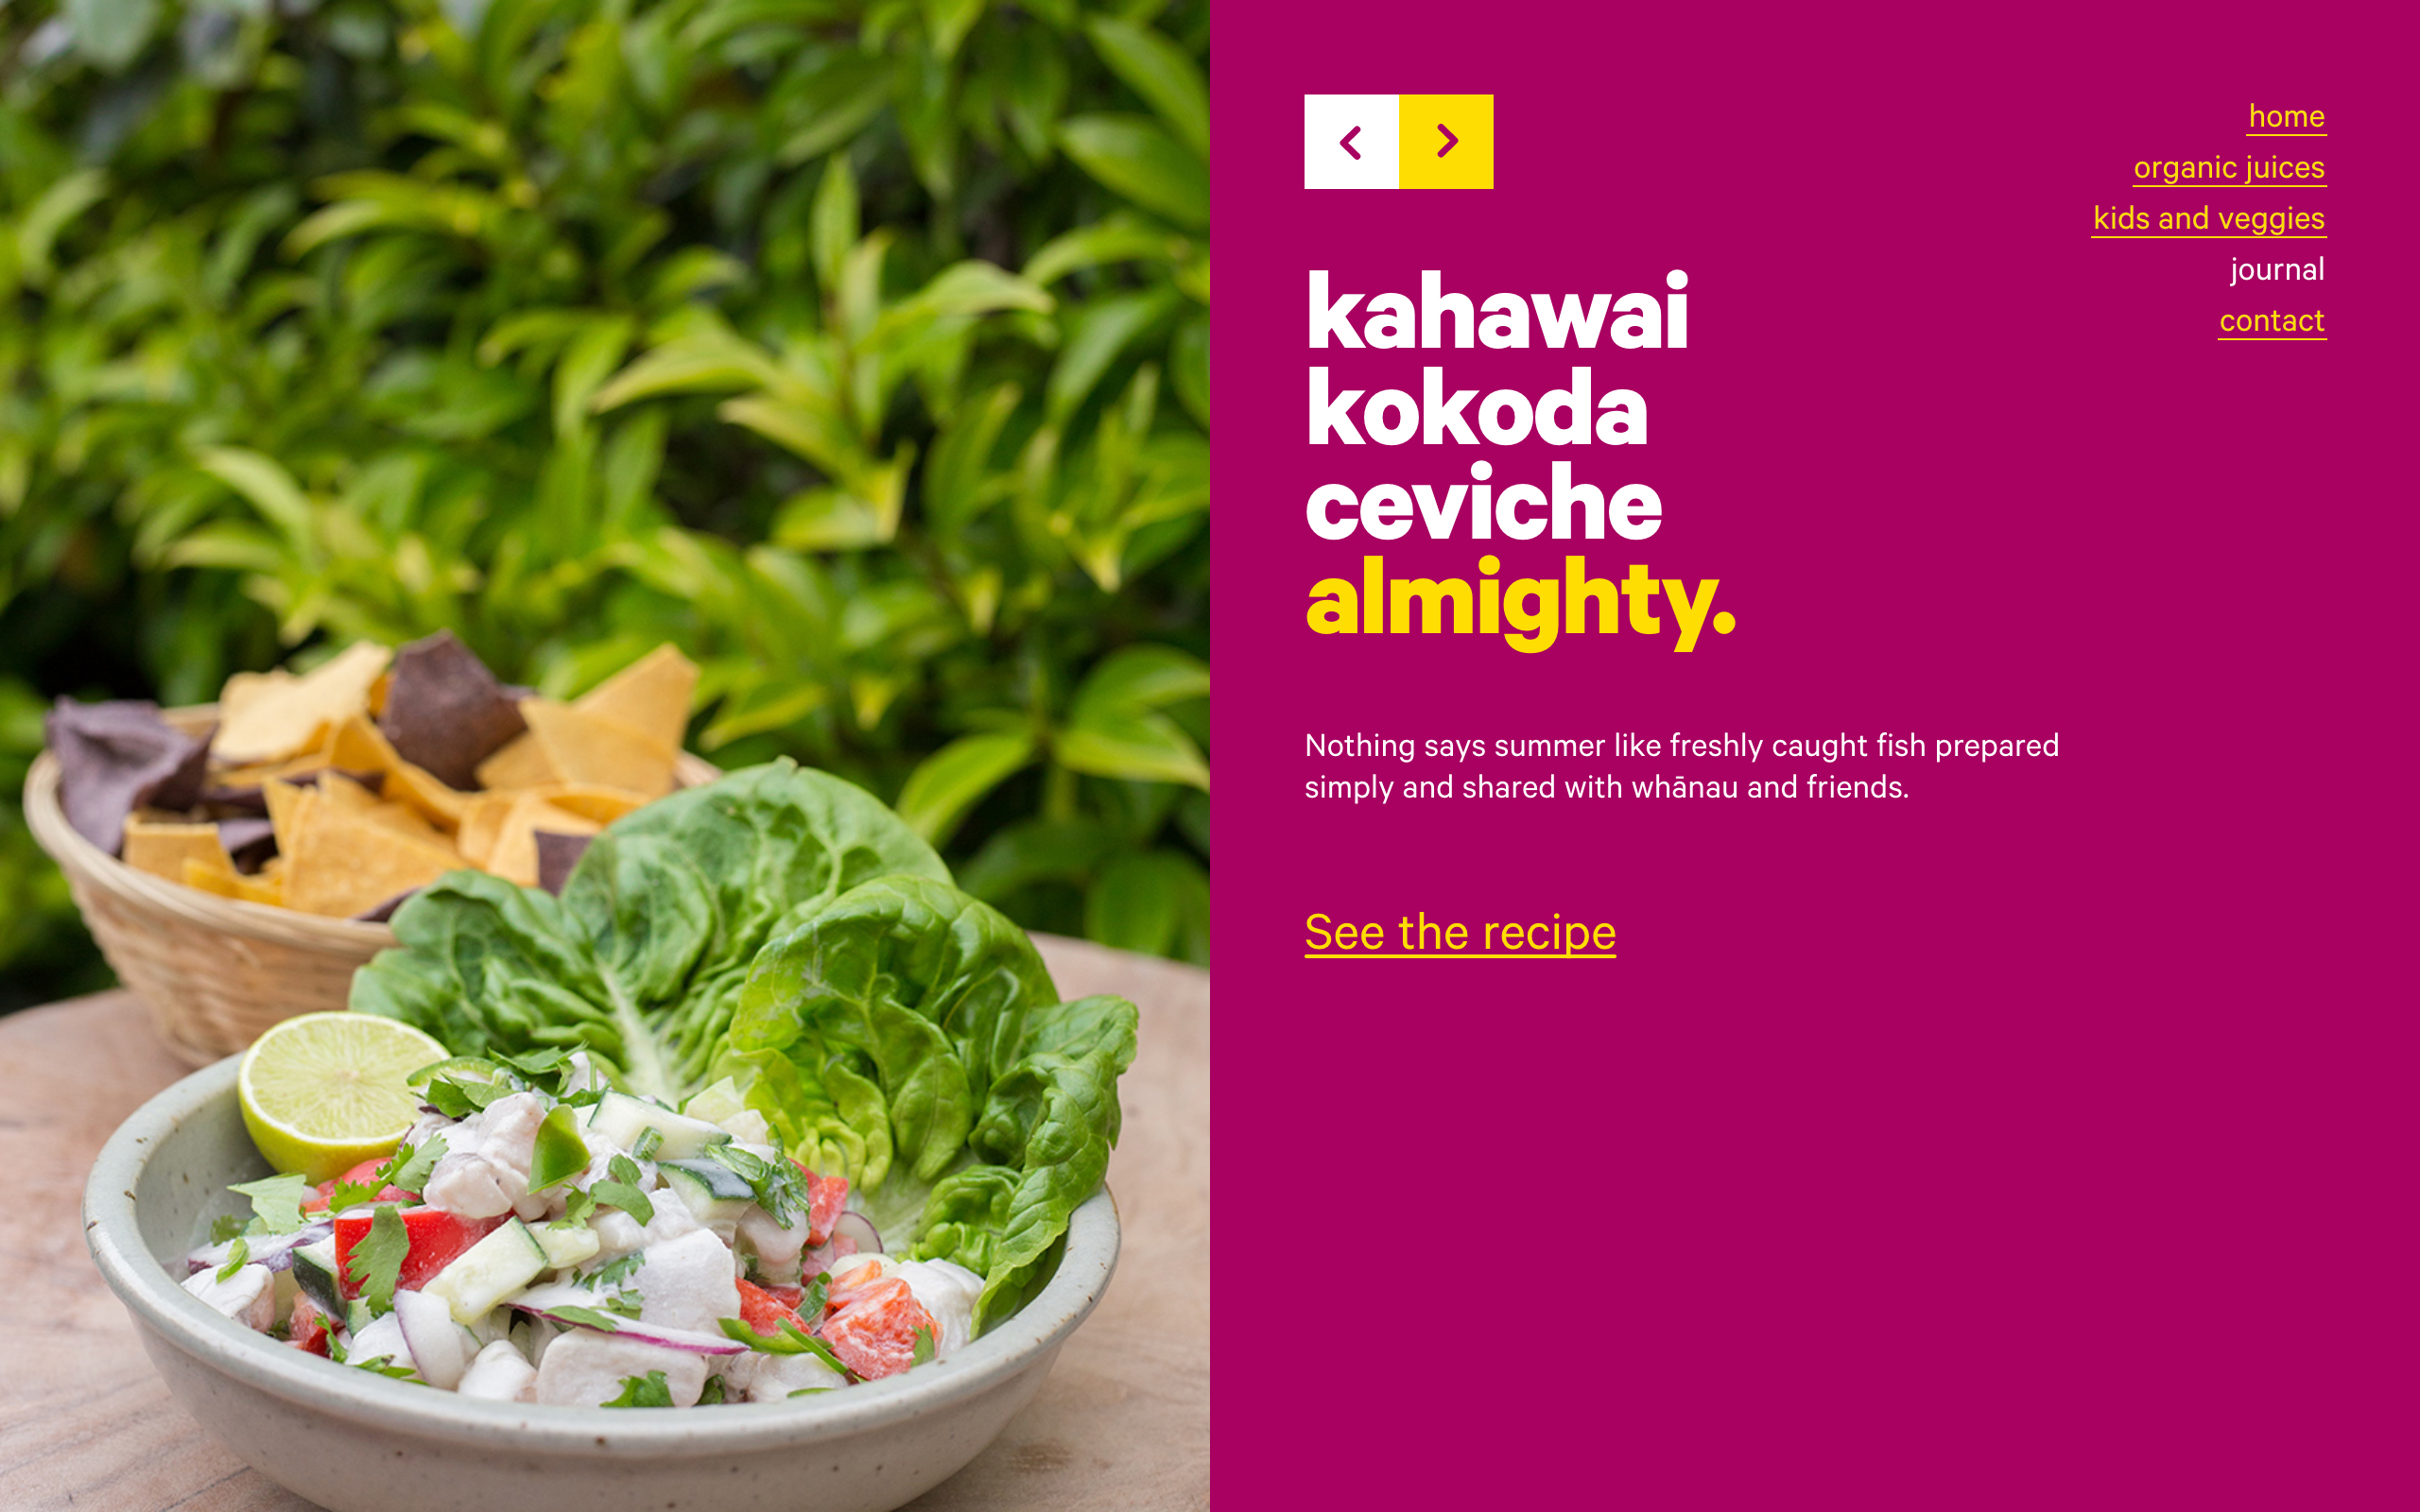 home
organic juices
kids and veggies
journal
contact
kahawai
kokoda
ceviche
almighty.
Nothing says summer like freshly caught fish prepared
simply and shared with whānau and friends.
See the recipe